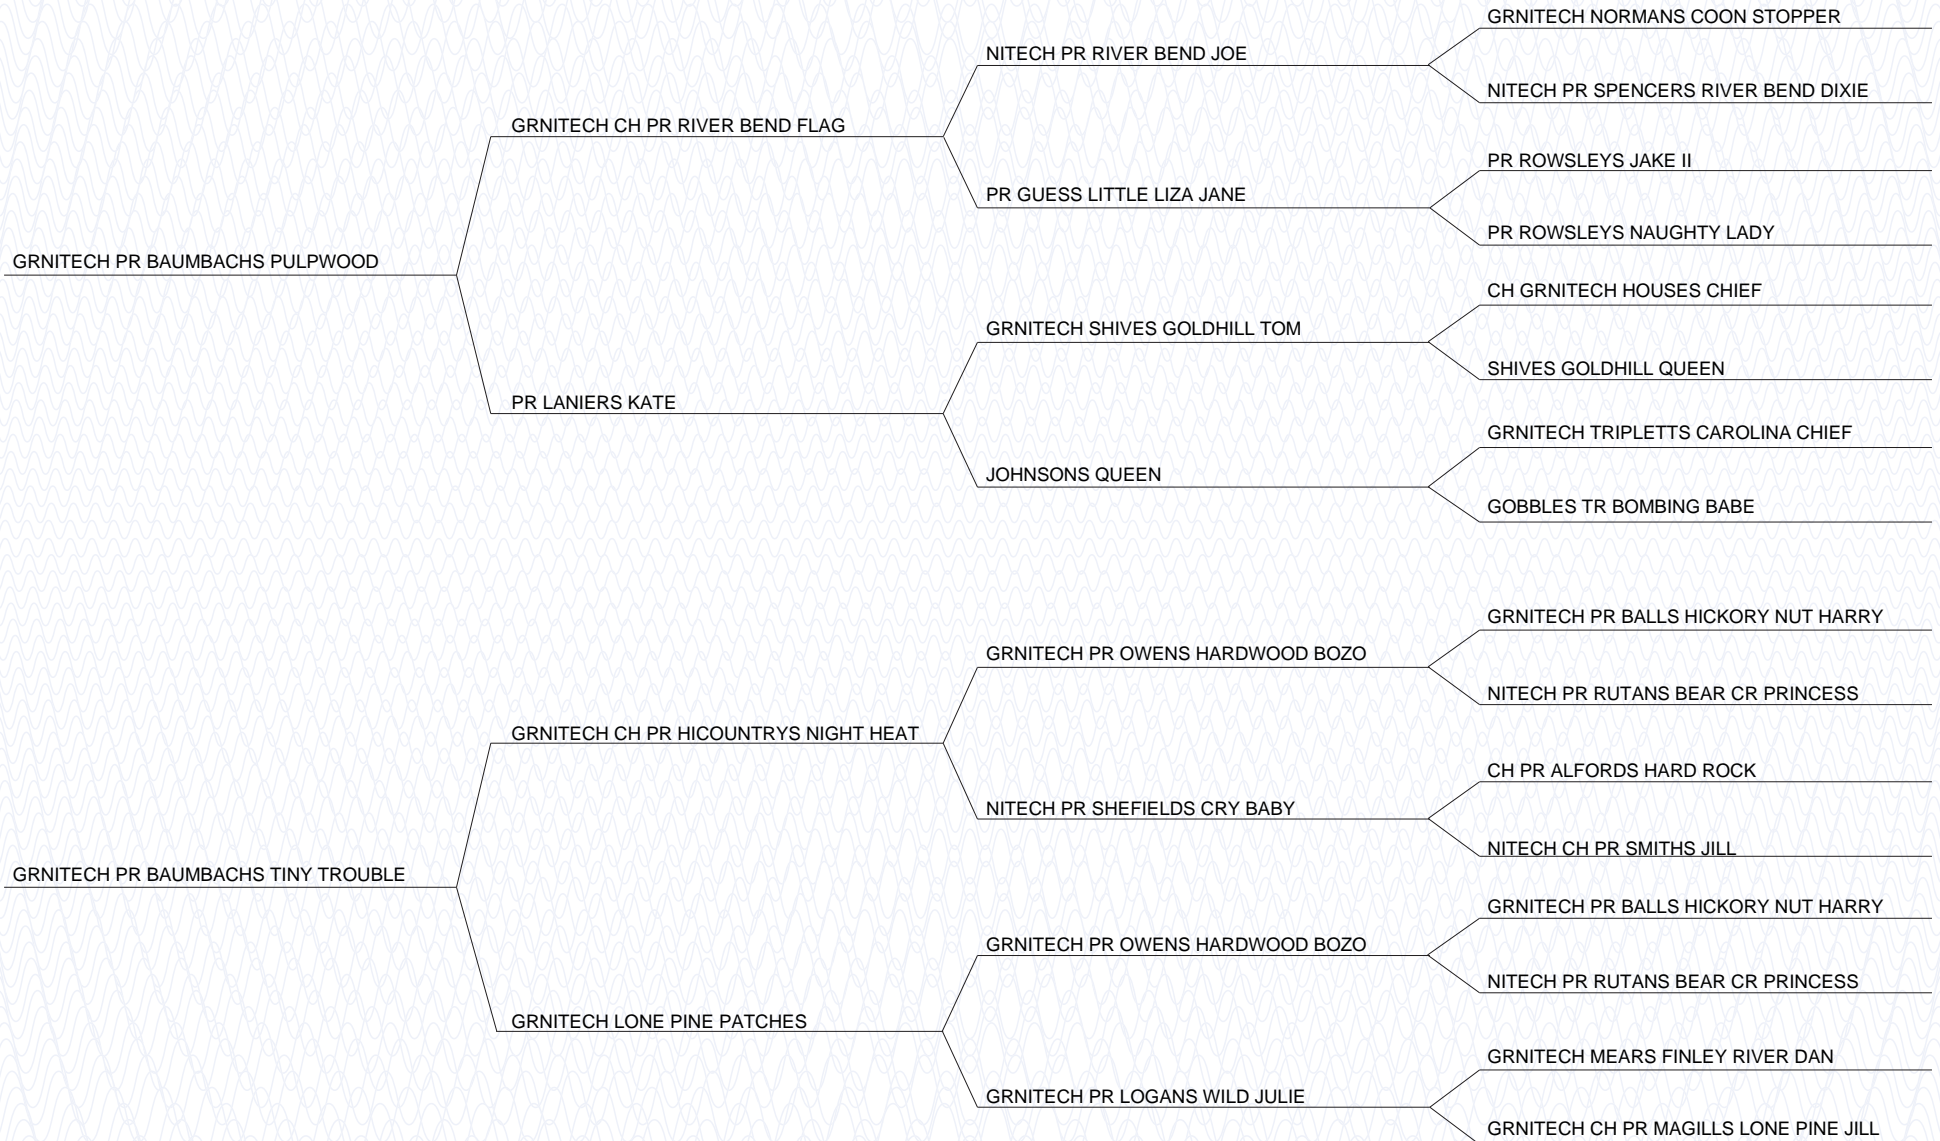 GRNITECH NORMANS COON STOPPER
NITECH PR RIVER BEND JOE
NITECH PR SPENCERS RIVER BEND DIXIE
GRNITECH CH PR RIVER BEND FLAG
PR ROWSLEYS JAKE II
PR GUESS LITTLE LIZA JANE
PR ROWSLEYS NAUGHTY LADY
GRNITECH PR BAUMBACHS PULPWOOD
CH GRNITECH HOUSES CHIEF
GRNITECH SHIVES GOLDHILL TOM
SHIVES GOLDHILL QUEEN
PR LANIERS KATE
GRNITECH TRIPLETTS CAROLINA CHIEF
JOHNSONS QUEEN
GOBBLES TR BOMBING BABE
GRNITECH PR BALLS HICKORY NUT HARRY
GRNITECH PR OWENS HARDWOOD BOZO
NITECH PR RUTANS BEAR CR PRINCESS
GRNITECH CH PR HICOUNTRYS NIGHT HEAT
CH PR ALFORDS HARD ROCK
NITECH PR SHEFIELDS CRY BABY
NITECH CH PR SMITHS JILL
GRNITECH PR BAUMBACHS TINY TROUBLE
GRNITECH PR BALLS HICKORY NUT HARRY
GRNITECH PR OWENS HARDWOOD BOZO
NITECH PR RUTANS BEAR CR PRINCESS
GRNITECH LONE PINE PATCHES
GRNITECH MEARS FINLEY RIVER DAN
GRNITECH PR LOGANS WILD JULIE
GRNITECH CH PR MAGILLS LONE PINE JILL